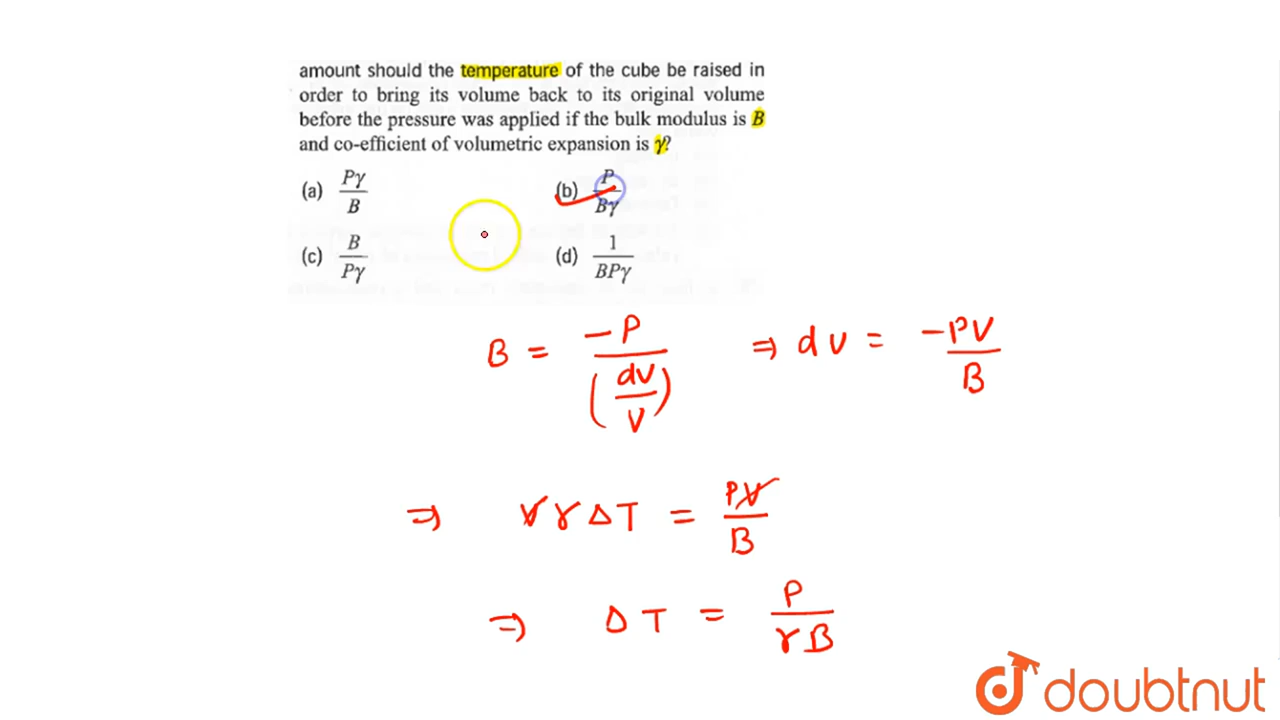 amount should the temperature of the cube be raised in
order to bring its volume back to its original volume
before the pressure was applied if the bulk modulus is B
and co-efficient of volumetric expansion is γ?
(a) Pγ/B (b) P/Bγ
(c) B/Pγ (d) 1/BPγ
B = -P/(dV/V) ⇒ dV = -PV/B
⇒ VγΔT = PV/B
⇒ ΔT = P/γB
doubtnut